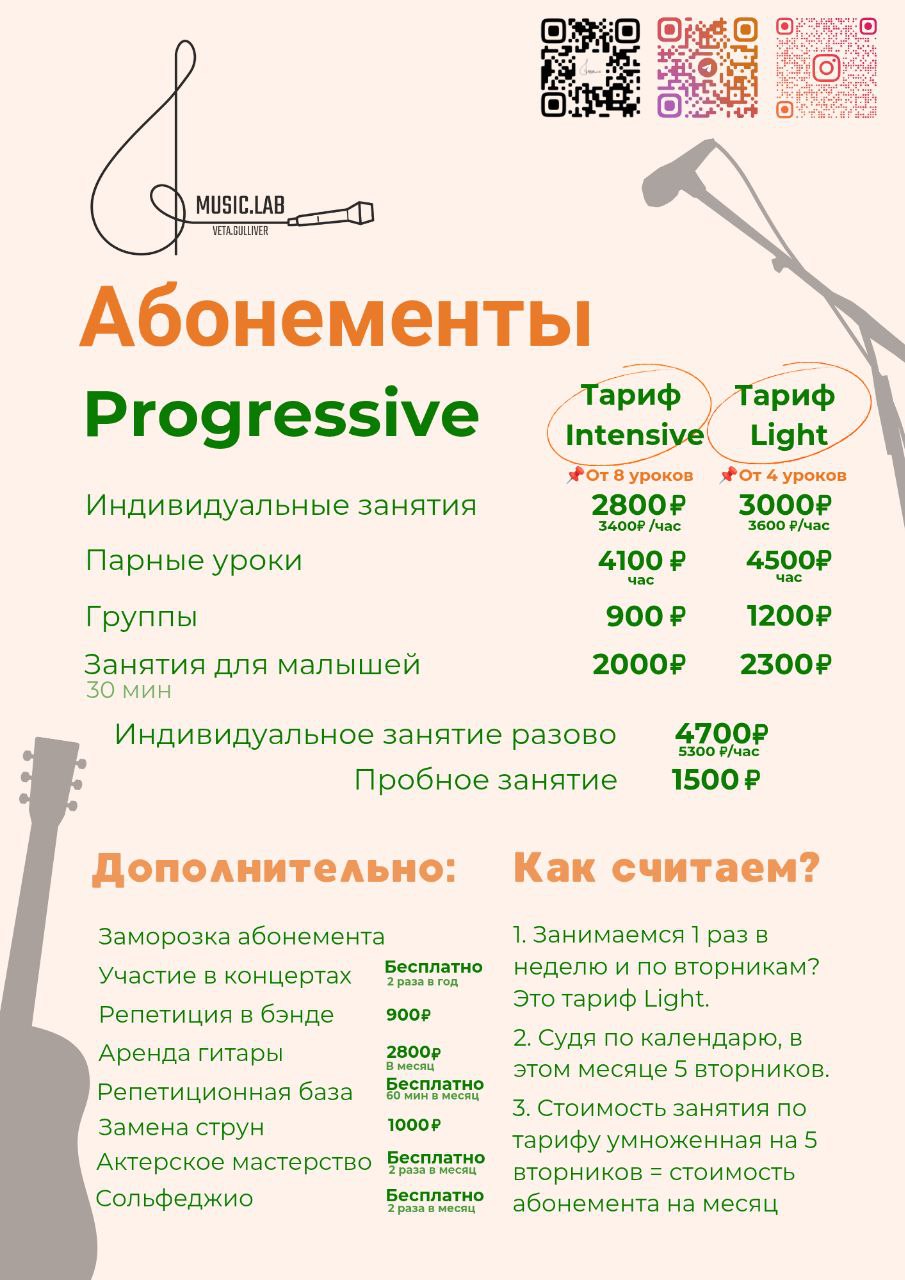 MUSIC.LAB
VETA.GULLIVER
Абонементы
Progressive
Тариф
Intensive
Тариф
Light
📌От 8 уроков
📌От 4 уроков
Индивидуальные занятия 2800₽ 3000₽
3400₽ /час 3600 ₽/час
Парные уроки 4100 ₽ 4500₽
час час
Группы 900 ₽ 1200₽
Занятия для малышей 2000₽ 2300₽
30 мин
Индивидуальное занятие разово 4700₽
5300 ₽/час
Пробное занятие 1500 ₽
Дополнительно:
Заморозка абонемента
Участие в концертах Бесплатно
2 раза в год
Репетиция в бэнде 900₽
Аренда гитары 2800₽
В месяц
Репетиционная база Бесплатно
60 мин в месяц
Замена струн 1000₽
Актерское мастерство Бесплатно
2 раза в месяц
Сольфеджио Бесплатно
2 раза в месяц
Как считаем?
1. Занимаемся 1 раз в
неделю и по вторникам?
Это тариф Light.
2. Судя по календарю, в
этом месяце 5 вторников.
3. Стоимость занятия по
тарифу умноженная на 5
вторников = стоимость
абонемента на месяц